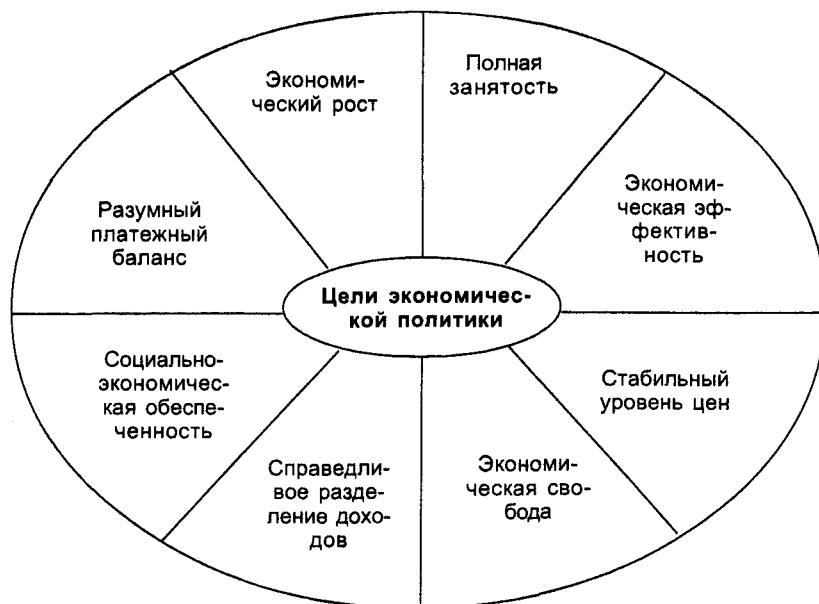 Экономи-
ческий рост
Полная
занятость
Экономи-
ческая эф-
фектив-
ность
Стабильный
уровень цен
Экономи-
ческая сво-
бода
Справедли-
вое разде-
ление дохо-
дов
Социально-
экономичес-
кая обеспе-
ченность
Разумный
платежный
баланс
Цели экономичес-
кой политики